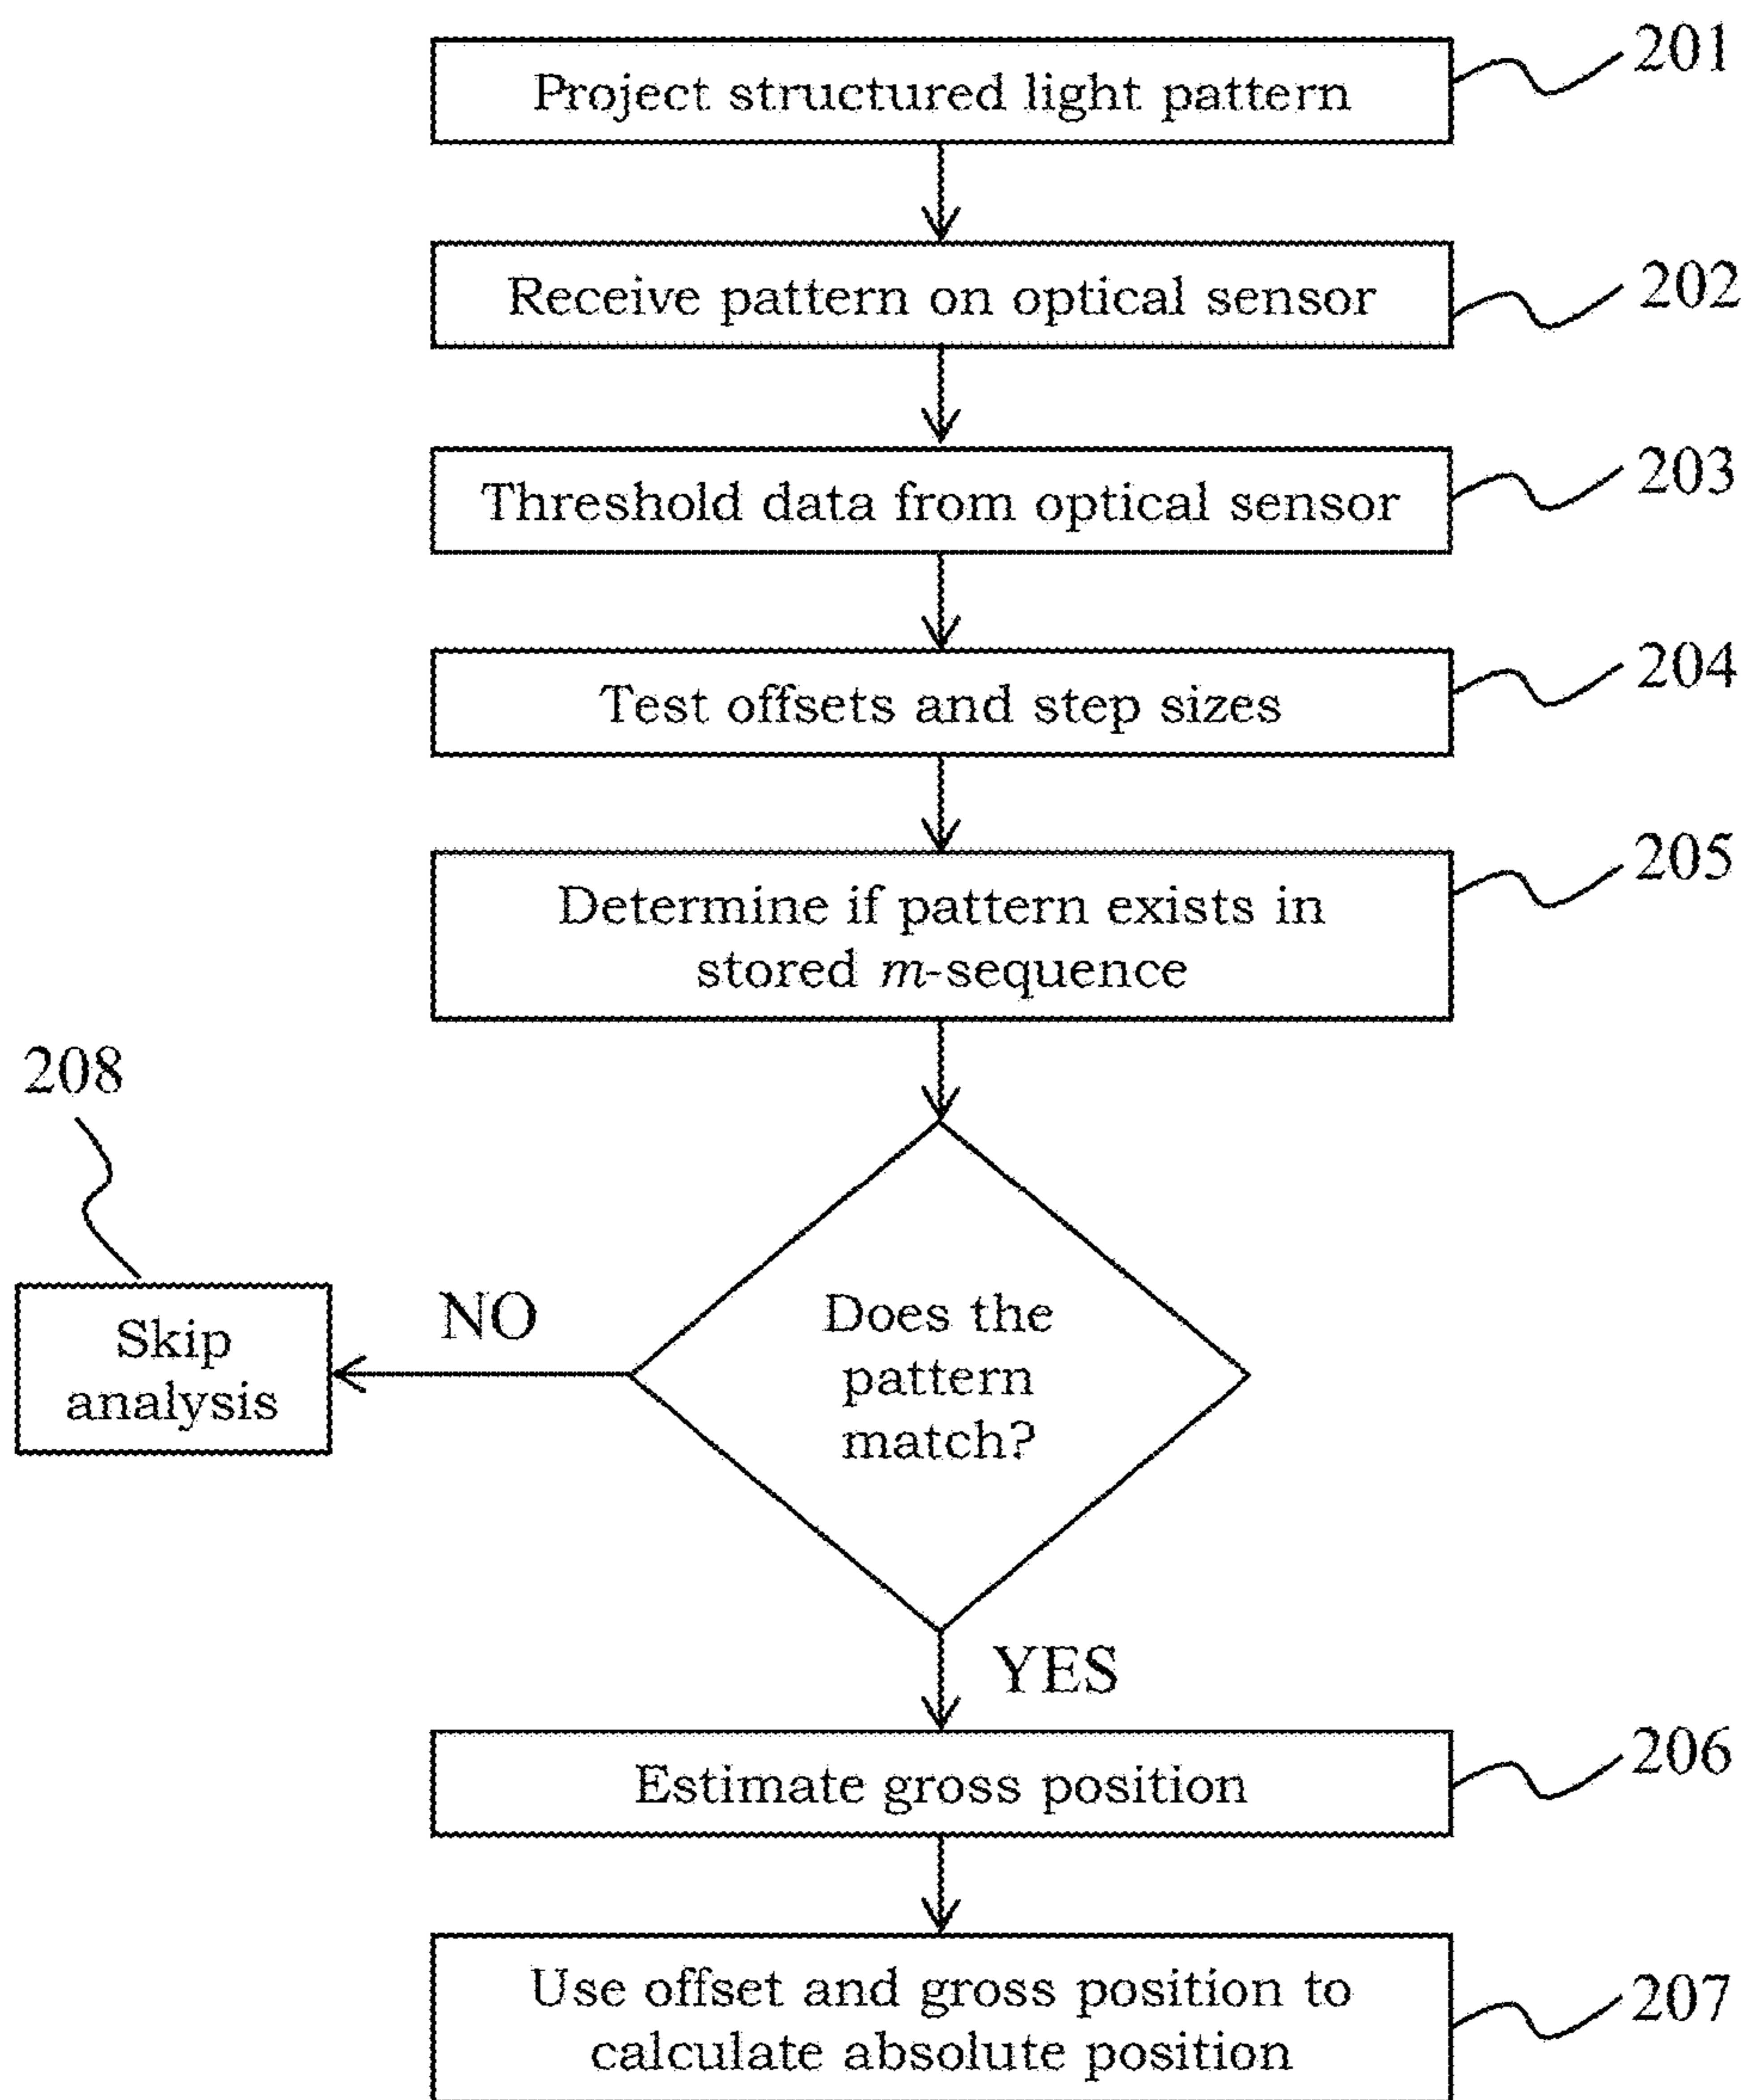 Project structured light pattern
201
Receive pattern on optical sensor
202
Threshold data from optical sensor
203
Test offsets and step sizes
204
Determine if pattern exists in
stored m-sequence
205
208
Does the
pattern
match?
NO
Skip
analysis
YES
Estimate gross position
206
Use offset and gross position to
calculate absolute position
207